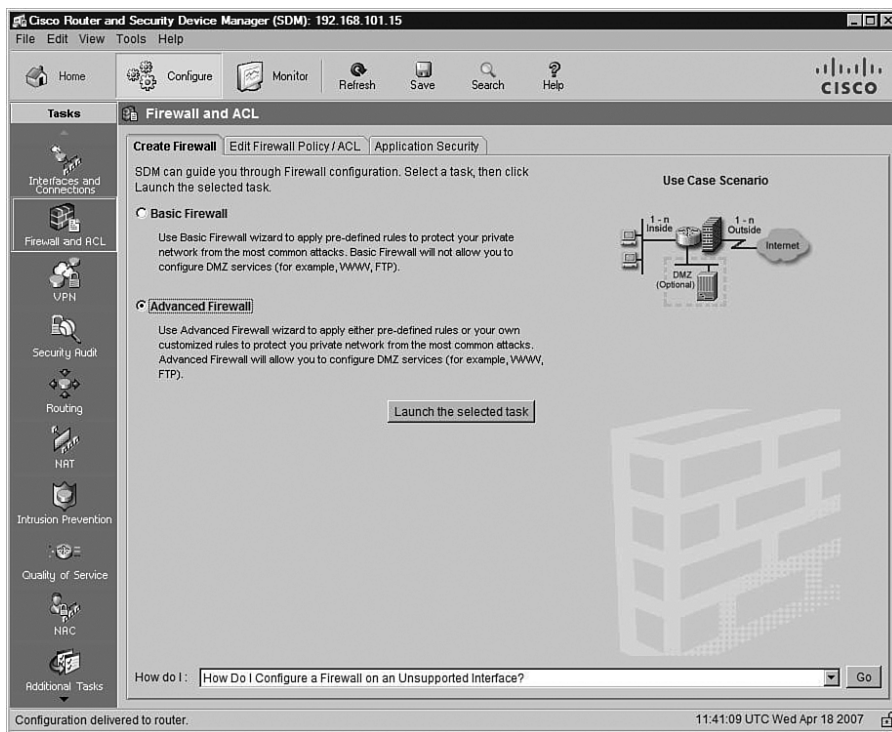 Cisco Router and Security Device Manager (SDM): 192.168.101.15
File Edit View Tools Help
Home
Configure
Monitor
Refresh
Save
Search
Help
CISCO
Tasks
Firewall and ACL
Interfaces and
Connections
Firewall and ACL
VPN
Security Audit
Routing
NAT
Intrusion Prevention
Quality of Service
NAC
Additional Tasks
Create Firewall
Edit Firewall Policy / ACL
Application Security
SDM can guide you through Firewall configuration. Select a task, then click
Launch the selected task.
Basic Firewall
Use Basic Firewall wizard to apply pre-defined rules to protect your private
network from the most common attacks. Basic Firewall will not allow you to
configure DMZ services (for example, WWW, FTP).
Advanced Firewall
Use Advanced Firewall wizard to apply either pre-defined rules or your own
customized rules to protect you private network from the most common attacks.
Advanced Firewall will allow you to configure DMZ services (for example, WWW,
FTP).
Launch the selected task
Use Case Scenario
1 - n
Inside
1 - n
Outside
Internet
DMZ
(Optional)
How do I :
How Do I Configure a Firewall on an Unsupported Interface?
Go
Configuration delivered to router.
11:41:09 UTC Wed Apr 18 2007